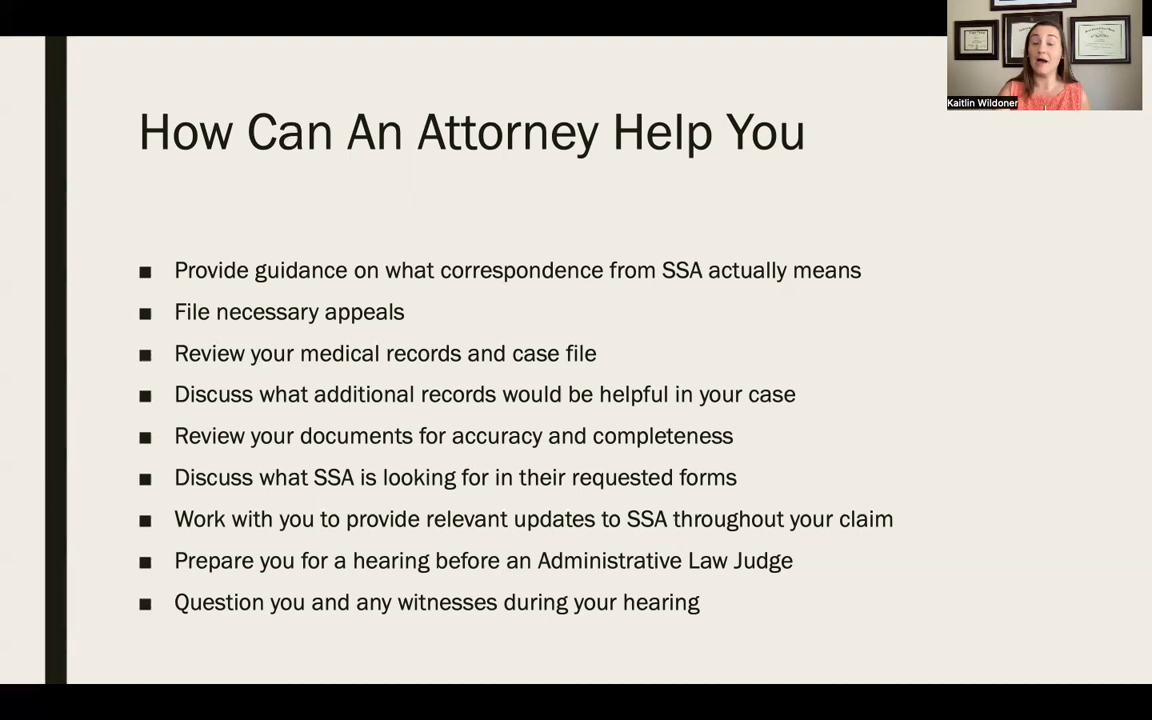 Kaitlin Wildoner
How Can An Attorney Help You
■ Provide guidance on what correspondence from SSA actually means
■ File necessary appeals
■ Review your medical records and case file
■ Discuss what additional records would be helpful in your case
■ Review your documents for accuracy and completeness
■ Discuss what SSA is looking for in their requested forms
■ Work with you to provide relevant updates to SSA throughout your claim
■ Prepare you for a hearing before an Administrative Law Judge
■ Question you and any witnesses during your hearing